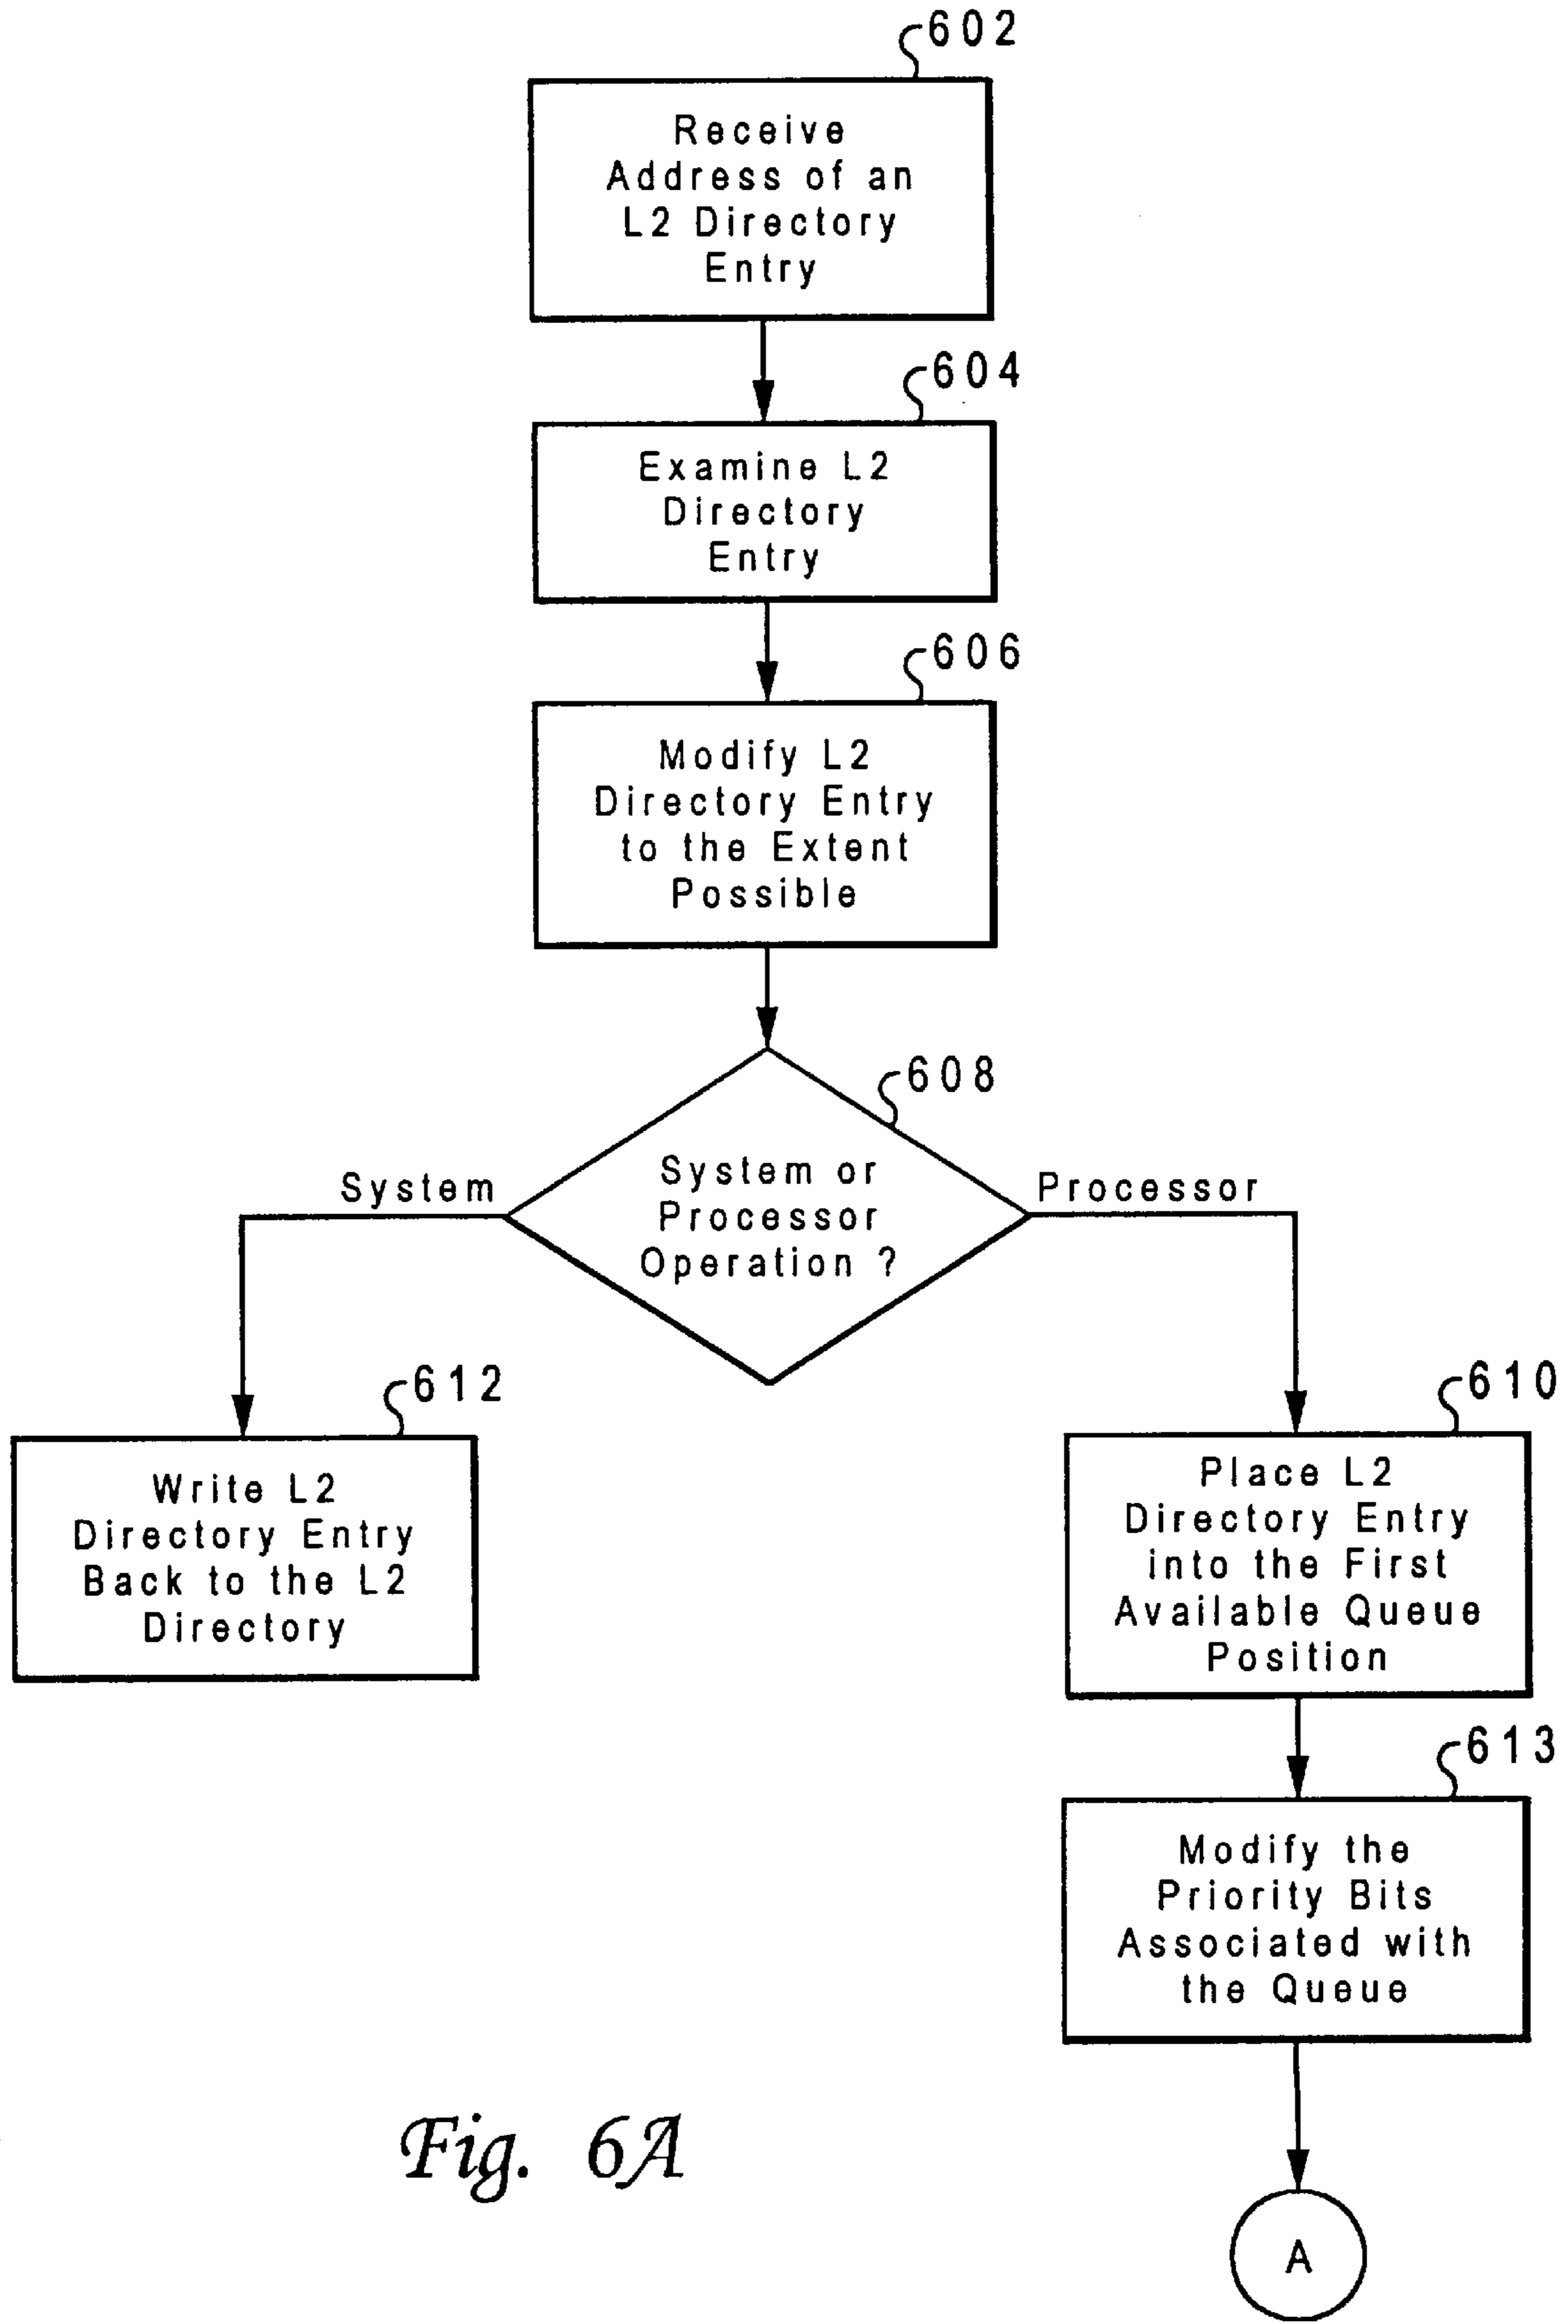 602
Receive
Address of an
L2 Directory
Entry
604
Examine L2
Directory
Entry
606
Modify L2
Directory Entry
to the Extent
Possible
608
System or
Processor
Operation ?
System
Processor
612
Write L2
Directory Entry
Back to the L2
Directory
610
Place L2
Directory Entry
into the First
Available Queue
Position
613
Modify the
Priority Bits
Associated with
the Queue
A
Fig. 6A